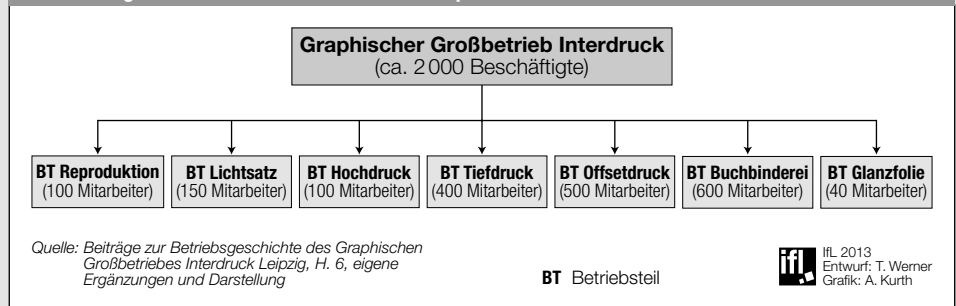 Graphischer Großbetrieb Interdruck
(ca. 2 000 Beschäftigte)
BT Reproduktion
(100 Mitarbeiter)
BT Lichtsatz
(150 Mitarbeiter)
BT Hochdruck
(100 Mitarbeiter)
BT Tiefdruck
(400 Mitarbeiter)
BT Offsetdruck
(500 Mitarbeiter)
BT Buchbinderei
(600 Mitarbeiter)
BT Glanzfolie
(40 Mitarbeiter)
Quelle: Beiträge zur Betriebsgeschichte des Graphischen
Großbetriebes Interdruck Leipzig, H. 6, eigene
Ergänzungen und Darstellung
BT Betriebsteil
ifl
IfL 2013
Entwurf: T. Werner
Grafik: A. Kurth